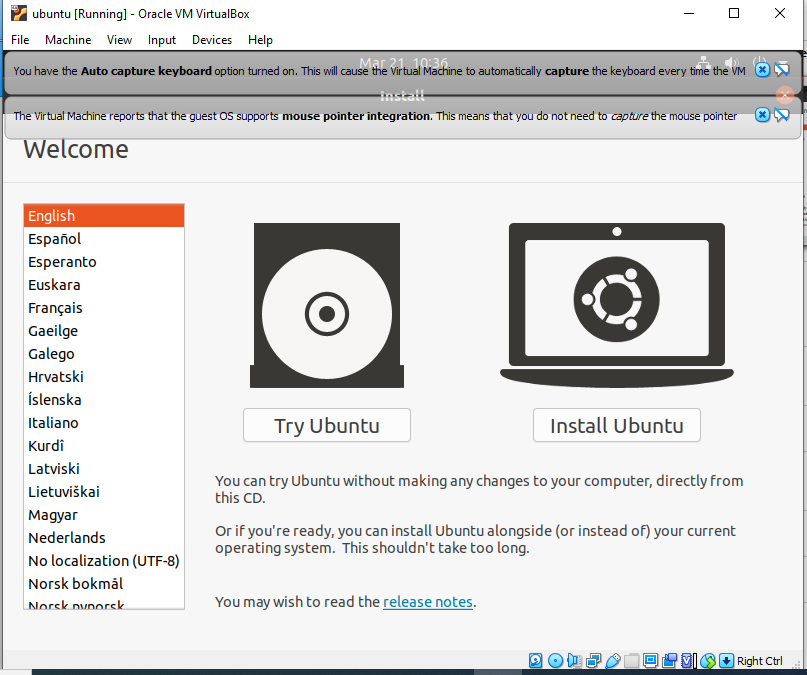 ubuntu [Running] - Oracle VM VirtualBox
File Machine View Input Devices Help
Mar 21 10:36
You have the Auto capture keyboard option turned on. This will cause the Virtual Machine to automatically capture the keyboard every time the VM
Install
The Virtual Machine reports that the guest OS supports mouse pointer integration. This means that you do not need to capture the mouse pointer
Welcome
English
Español
Esperanto
Euskara
Français
Gaeilge
Galego
Hrvatski
Íslenska
Italiano
Kurdî
Latviski
Lietuviškai
Magyar
Nederlands
No localization (UTF-8)
Norsk bokmål
Norsk nynorsk
Try Ubuntu
Install Ubuntu
You can try Ubuntu without making any changes to your computer, directly from
this CD.
Or if you're ready, you can install Ubuntu alongside (or instead of) your current
operating system. This shouldn't take too long.
You may wish to read the release notes.
Right Ctrl